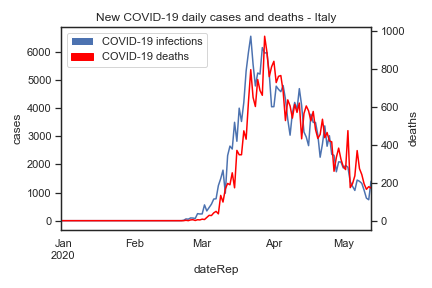 New COVID-19 daily cases and deaths - Italy
COVID-19 infections
COVID-19 deaths
cases
6000
5000
4000
3000
2000
1000
0
deaths
1000
800
600
400
200
0
Jan
2020
Feb
Mar
Apr
May
dateRep